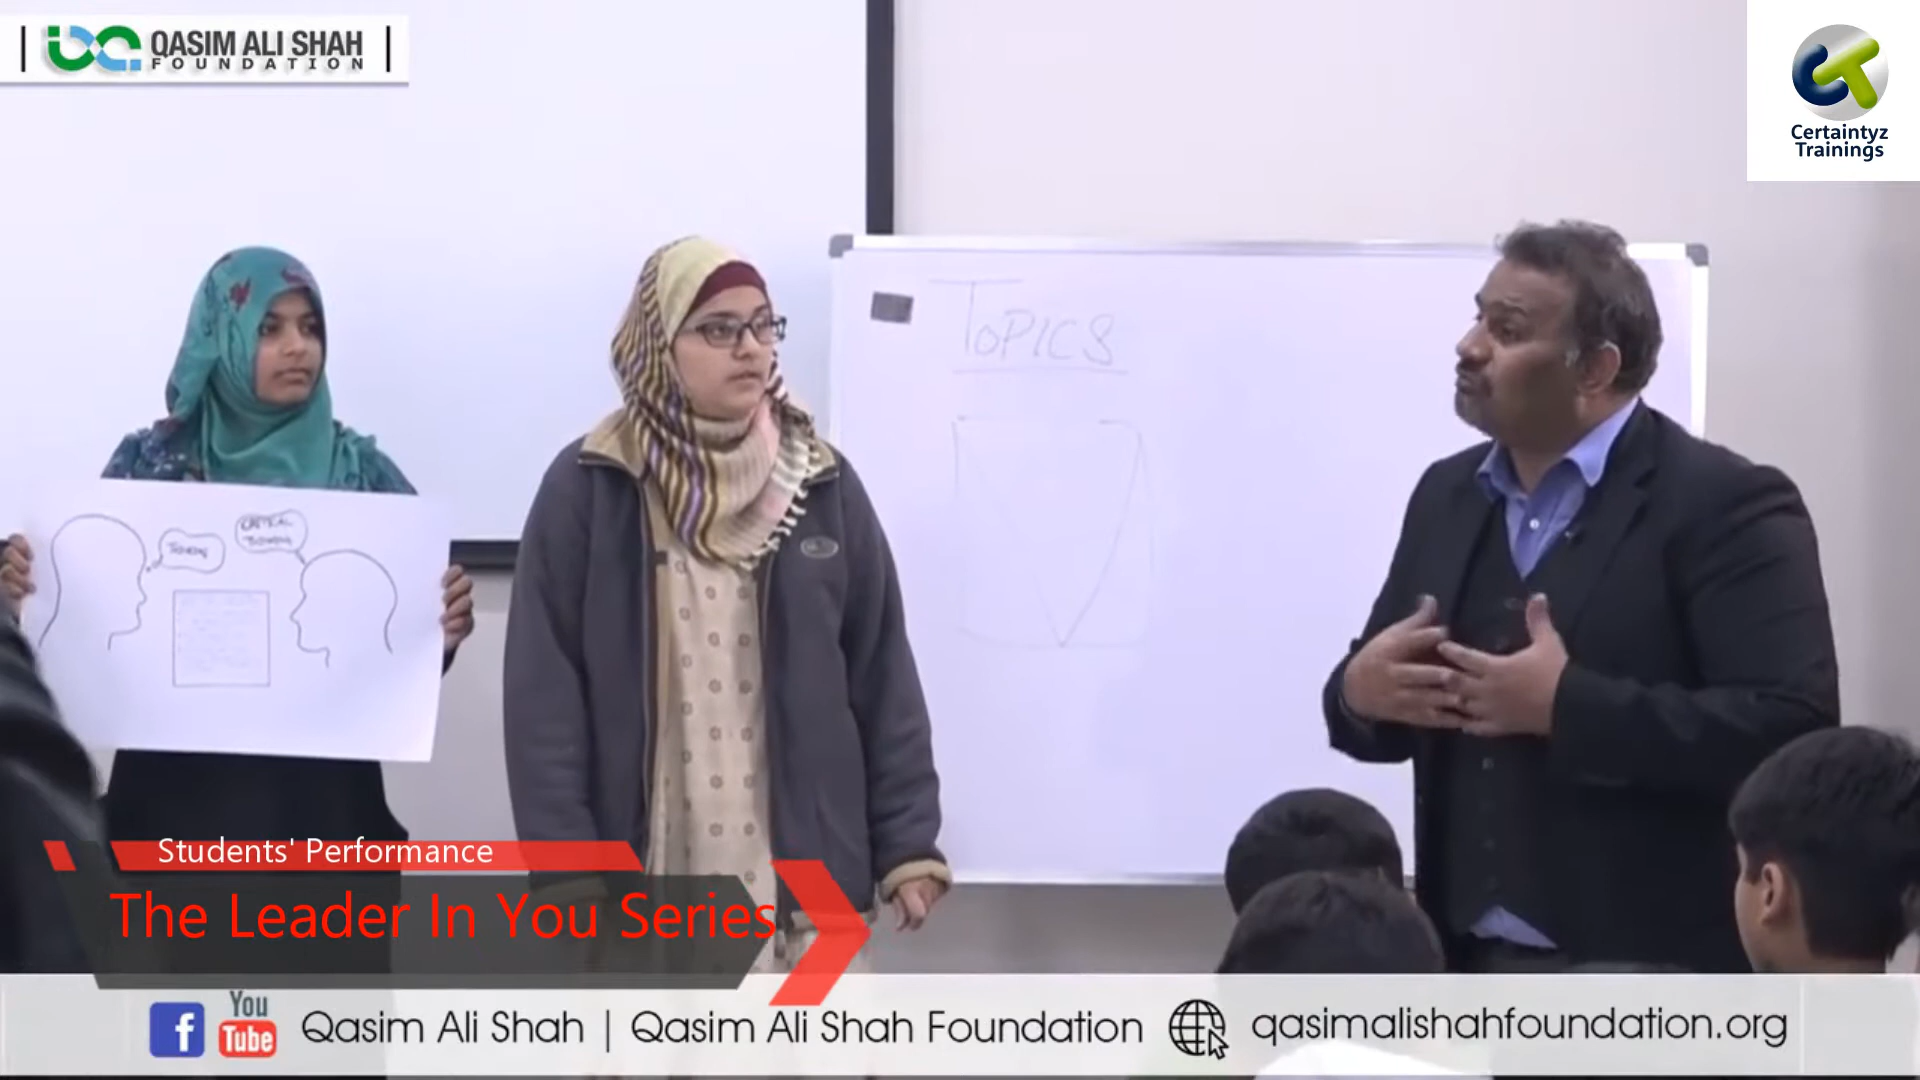 QASIM ALI SHAH
FOUNDATION
Certaintyz
Trainings
TOPICS
CRITICAL
THINKING
Students' Performance
The Leader In You Series
f
You
Tube
Qasim Ali Shah | Qasim Ali Shah Foundation
qasimalishahfoundation.org